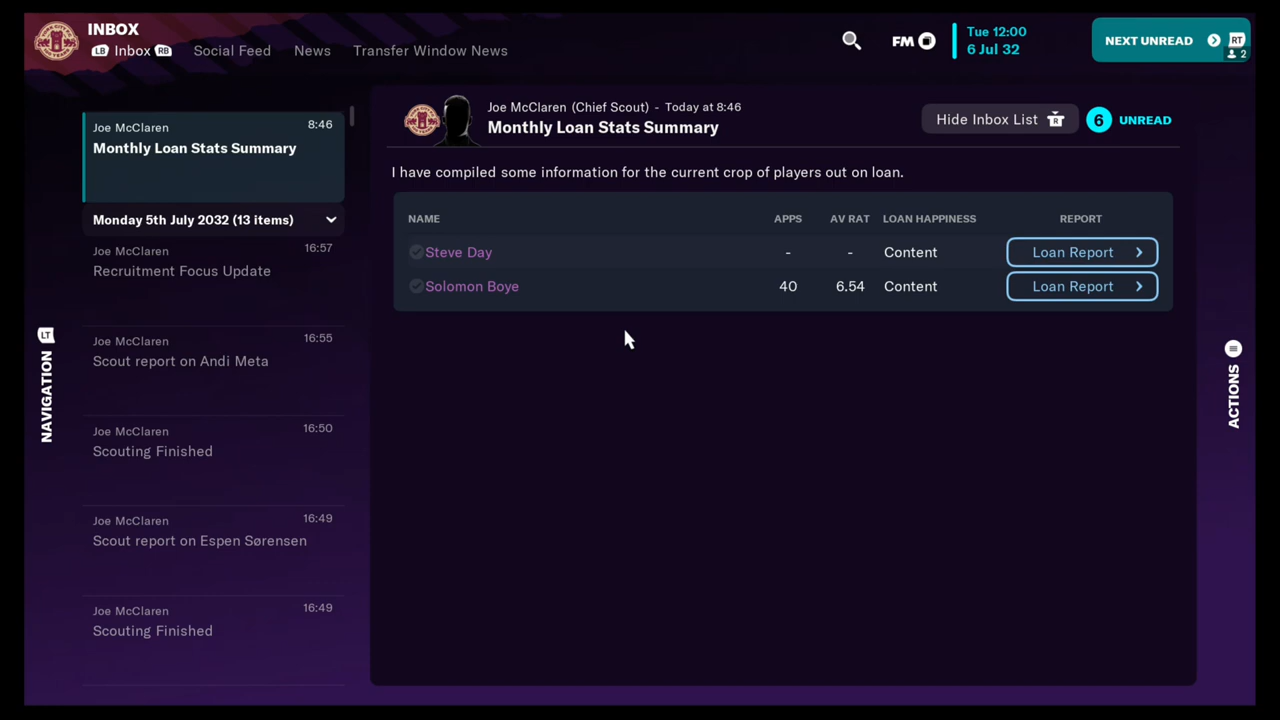 INBOX
LB Inbox RB
Social Feed
News
Transfer Window News
FM
Tue 12:00
6 Jul 32
NEXT UNREAD
RT
2
Joe McClaren
8:46
Monthly Loan Stats Summary
Monday 5th July 2032 (13 items)
Joe McClaren
16:57
Recruitment Focus Update
Joe McClaren
16:55
Scout report on Andi Meta
Joe McClaren
16:50
Scouting Finished
Joe McClaren
16:49
Scout report on Espen Sørensen
Joe McClaren
16:49
Scouting Finished
LT
NAVIGATION
Joe McClaren (Chief Scout) - Today at 8:46
Monthly Loan Stats Summary
Hide Inbox List R
6 UNREAD
I have compiled some information for the current crop of players out on loan.
NAME APPS AV RAT LOAN HAPPINESS REPORT
Steve Day - - Content Loan Report
Solomon Boye 40 6.54 Content Loan Report
ACTIONS